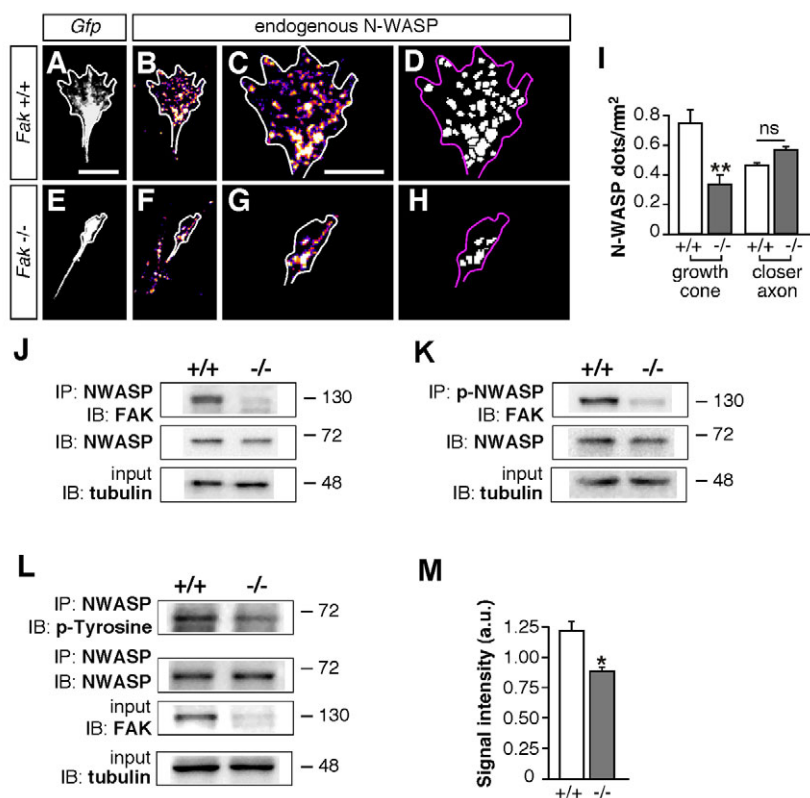 Gfp
endogenous N-WASP
Fak +/+
A
B
C
D
Fak -/-
E
F
G
H
I
N-WASP dots/mm²
0.8
0.6
0.4
0.2
0
**
ns
+/+ -/- +/+ -/-
growth cone
closer axon
J
+/+ -/-
IP: NWASP
IB: FAK
– 130
IB: NWASP
– 72
input
IB: tubulin
– 48
K
+/+ -/-
IP: p-NWASP
IB: FAK
– 130
IB: NWASP
– 72
input
IB: tubulin
– 48
L
+/+ -/-
IP: NWASP
IB: p-Tyrosine
– 72
IP: NWASP
IB: NWASP
– 72
input
IB: FAK
– 130
input
IB: tubulin
– 48
M
Signal intensity (a.u.)
1.25
1.00
0.75
0.50
0.25
0
*
+/+ -/-